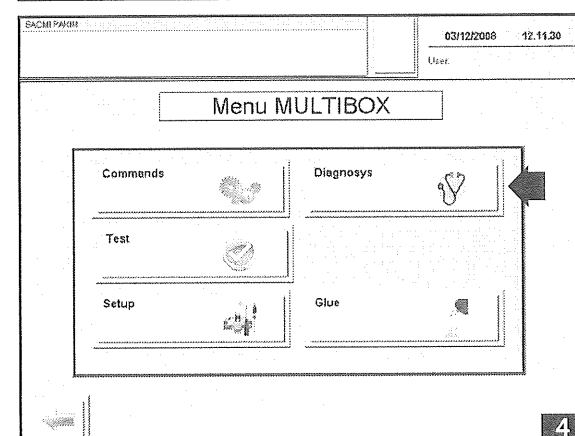 SACMI PAKIM
03/12/2008 12.11.30
User:
Menu MULTIBOX
Commands
Diagnosys
Test
Setup
Glue
4